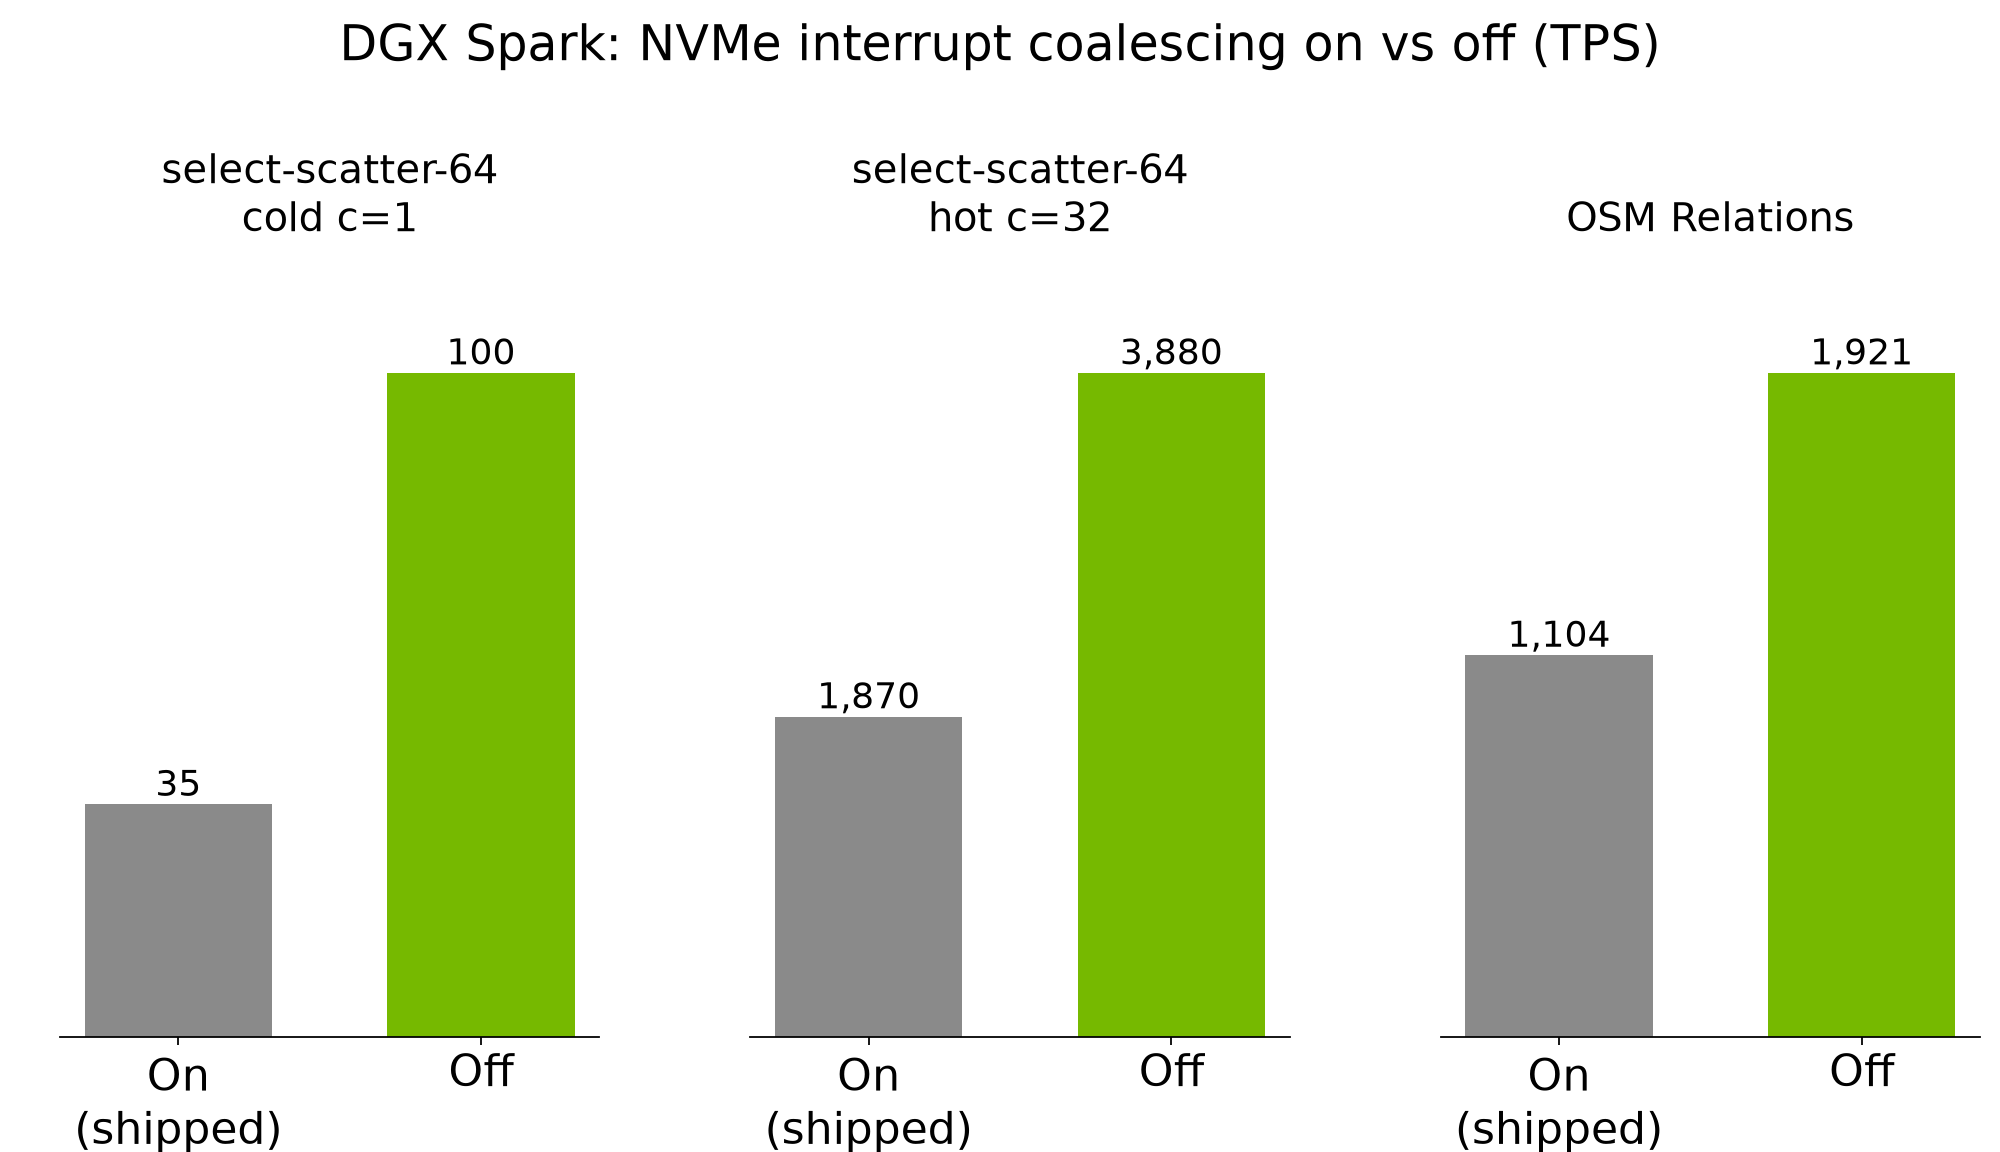 DGX Spark: NVMe interrupt coalescing on vs off (TPS)
select-scatter-64
cold c=1
100
35
On
(shipped)
Off
select-scatter-64
hot c=32
3,880
1,870
On
(shipped)
Off
OSM Relations
1,921
1,104
On
(shipped)
Off